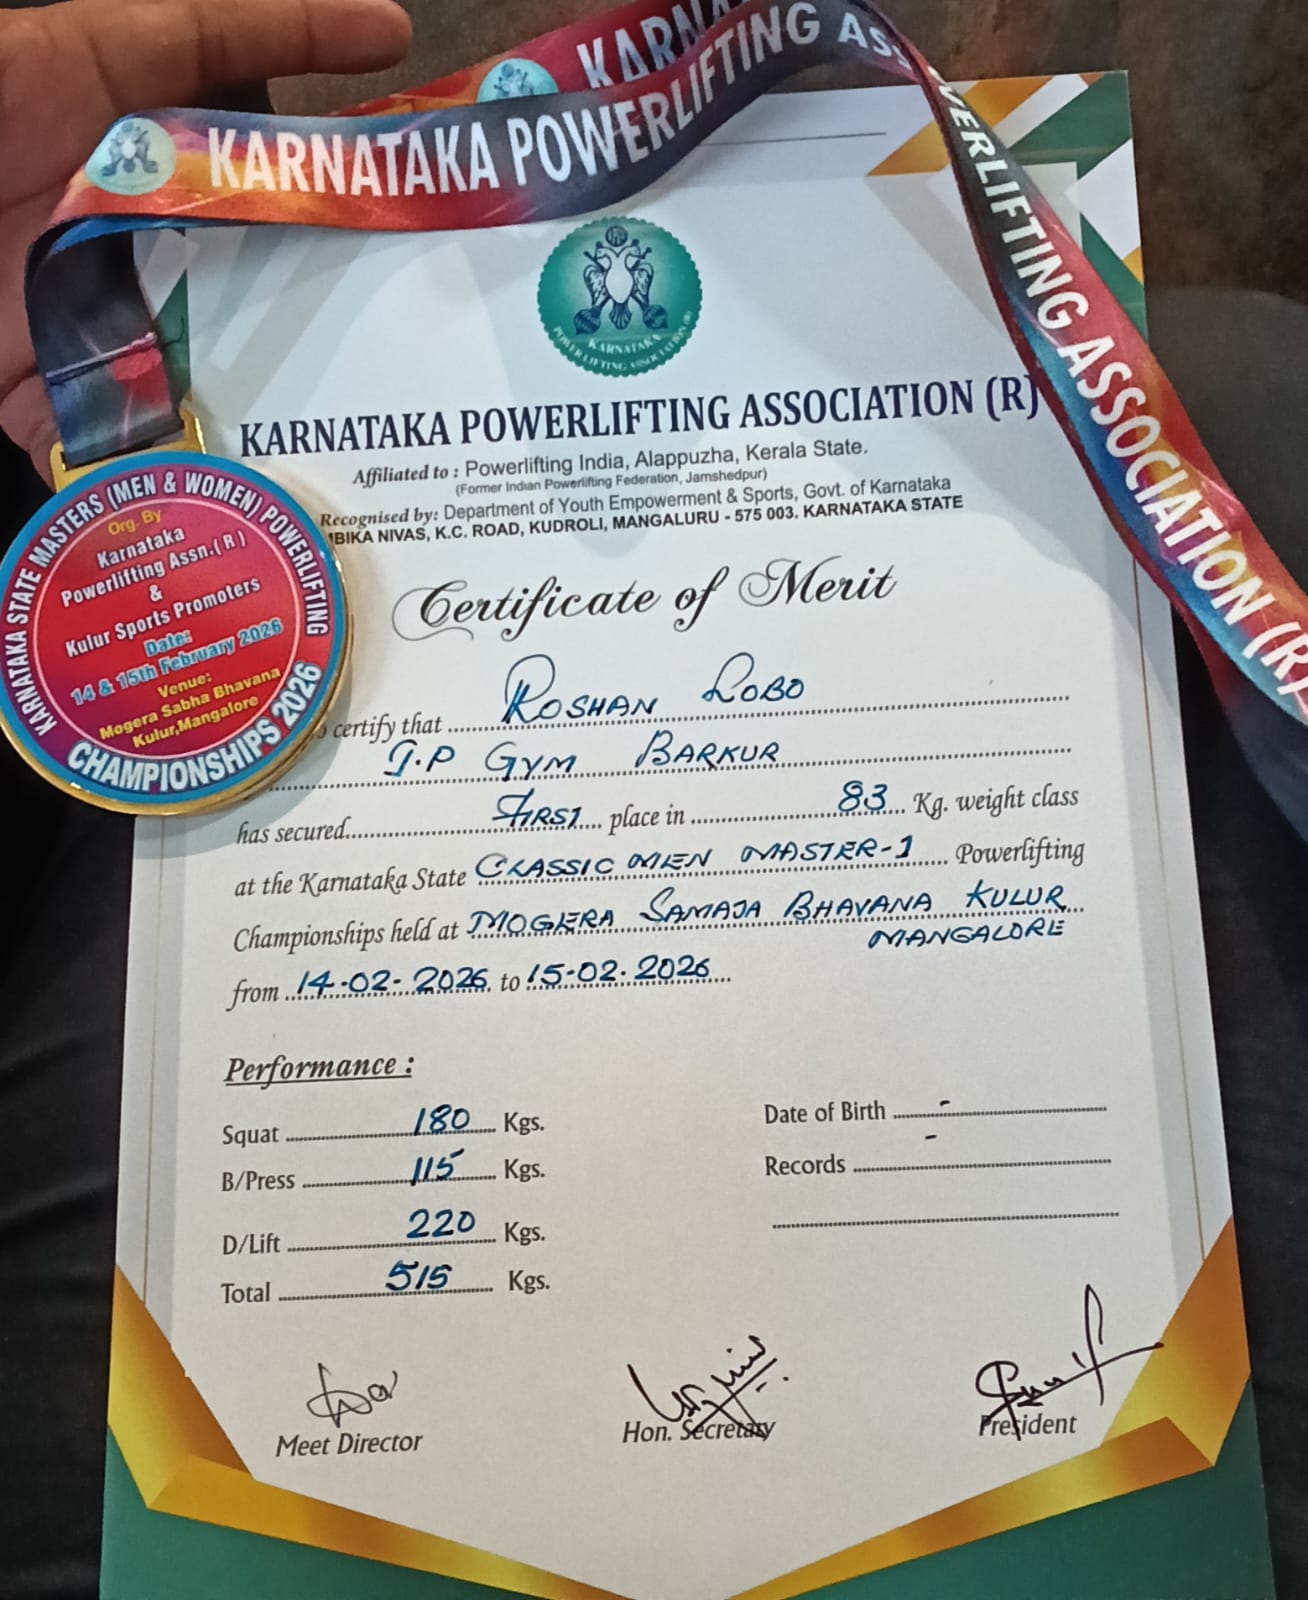 KARNATAKA
KARNATAKA POWERLIFTING ASS
VERLIFTING ASSOCIATION (R)
KARNATAKA
POWERLIFTING ASSOCIATION (R)
KARNATAKA POWERLIFTING ASSOCIATION (R)
Affiliated to : Powerlifting India, Alappuzha, Kerala State.
(Former Indian Powerlifting Federation, Jamshedpur)
Recognised by: Department of Youth Empowerment & Sports, Govt. of Karnataka
BIKA NIVAS, K.C. ROAD, KUDROLI, MANGALURU - 575 003. KARNATAKA STATE
Certificate of Merit
certify that ROSHAN LOBO
J.P GYM BARKUR
has secured FIRST place in 83 Kg. weight class
at the Karnataka State CLASSIC MEN MASTER-1 Powerlifting
Championships held at MOGERA SAMAJA BHAVANA KULUR
MANGALORE
from 14-02-2026 to 15-02.2026
Performance :
Squat 180 Kgs.
B/Press 115 Kgs.
D/Lift 220 Kgs.
Total 515 Kgs.
Date of Birth -
Records -
Meet Director
Hon. Secretary
President
KARNATAKA STATE MASTERS (MEN & WOMEN) POWERLIFTING
Org. By
Karnataka
Powerlifting Assn.( R )
&
Kulur Sports Promoters
Date:
14 & 15th February 2026
Venue:
Mogera Sabha Bhavana
Kulur,Mangalore
CHAMPIONSHIPS 2026